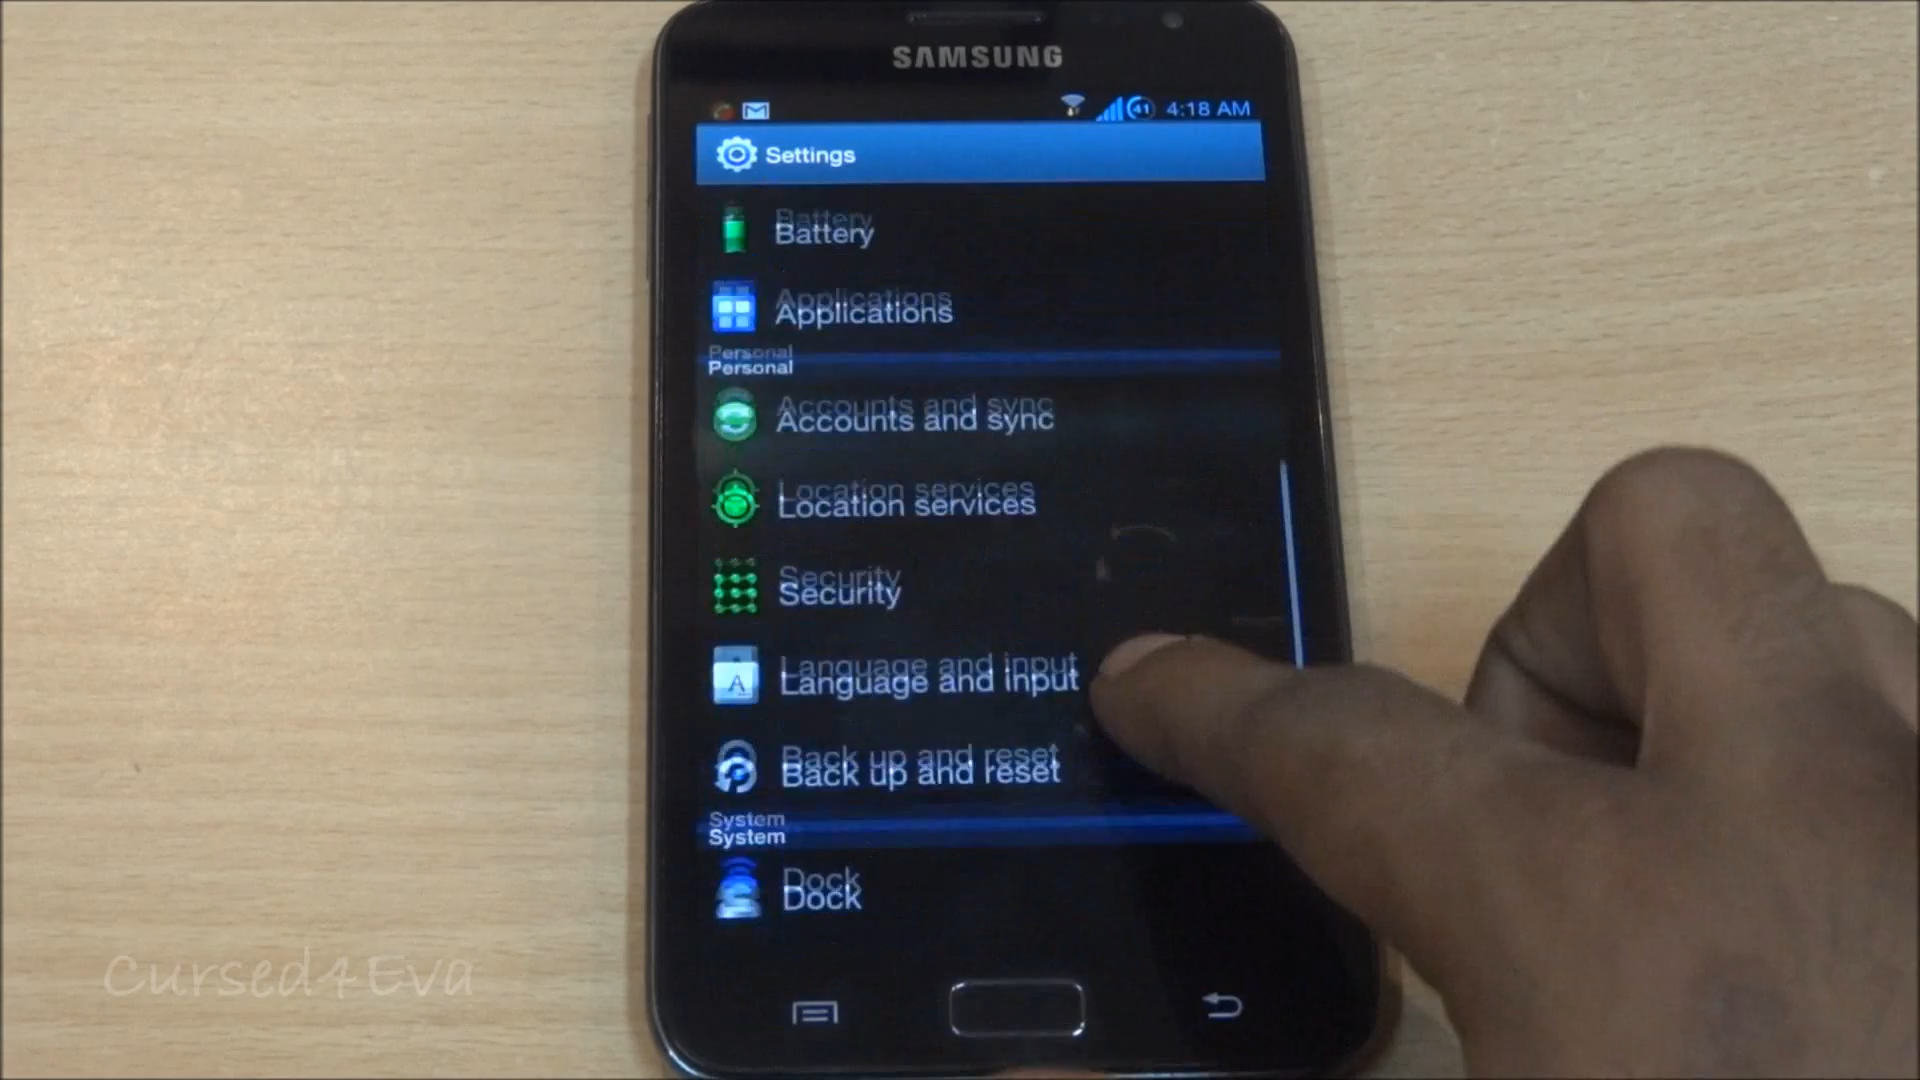 SAMSUNG
41 4:18 AM
Settings
Battery
Applications
Personal
Accounts and sync
Location services
Security
A
Language and input
Back up and reset
System
Dock
Cursed4Eva